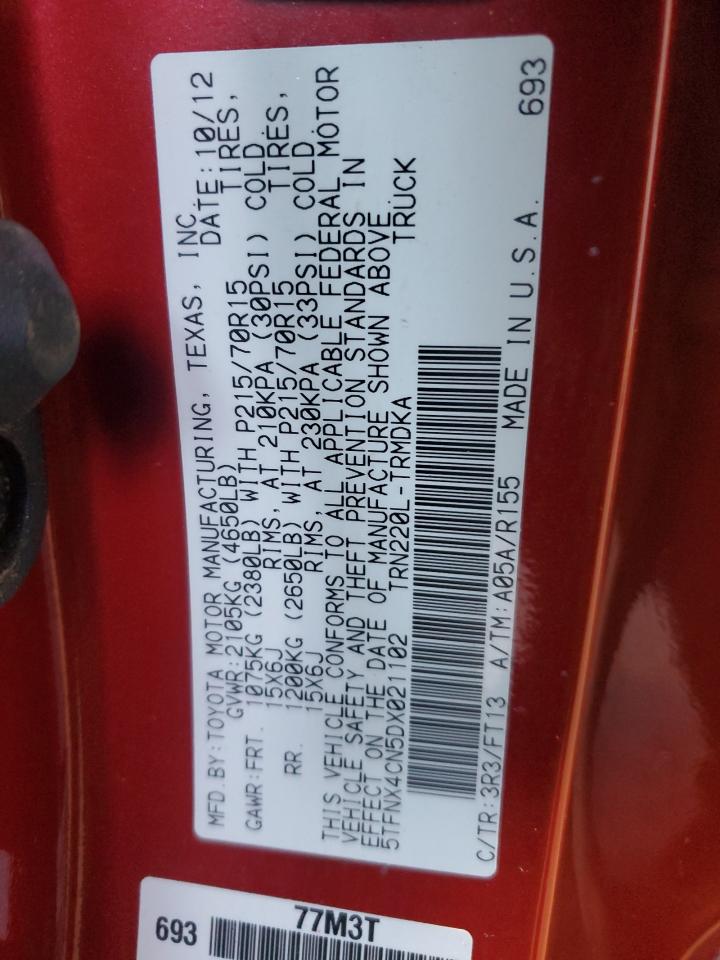 MFD.BY:TOYOTA MOTOR MANUFACTURING, TEXAS, INC.
GVWR:2105KG (4650LB) DATE:10/12
GAWR:FRT. 1075KG (2380LB) WITH P215/70R15 TIRES,
15X6J RIMS, AT 210KPA (30PSI) COLD.
RR. 1200KG (2650LB) WITH P215/70R15 TIRES,
15X6J RIMS, AT 230KPA (33PSI) COLD.
THIS VEHICLE CONFORMS TO ALL APPLICABLE FEDERAL MOTOR
VEHICLE SAFETY AND THEFT PREVENTION STANDARDS IN
EFFECT ON THE DATE OF MANUFACTURE SHOWN ABOVE.
5TFNX4CN5DX021102 TRN220L-TRMDKA TRUCK
C/TR:3R3/FT13 A/TM:A05A/R155 MADE IN U.S.A. 693
77M3T
693